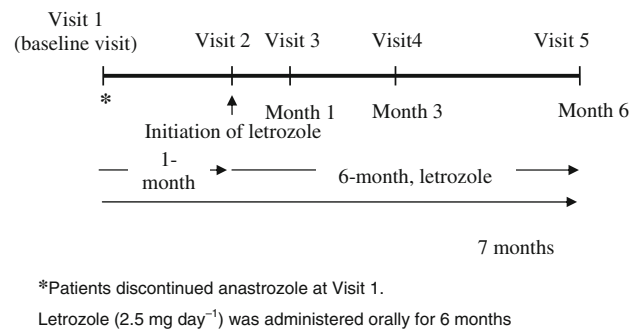 Visit 1
(baseline visit)
Visit 2 Visit 3 Visit4 Visit 5
*
Month 1 Month 3 Month 6
Initiation of letrozole
1-
month
6-month, letrozole
7 months
*Patients discontinued anastrozole at Visit 1.
Letrozole (2.5 mg day⁻¹) was administered orally for 6 months